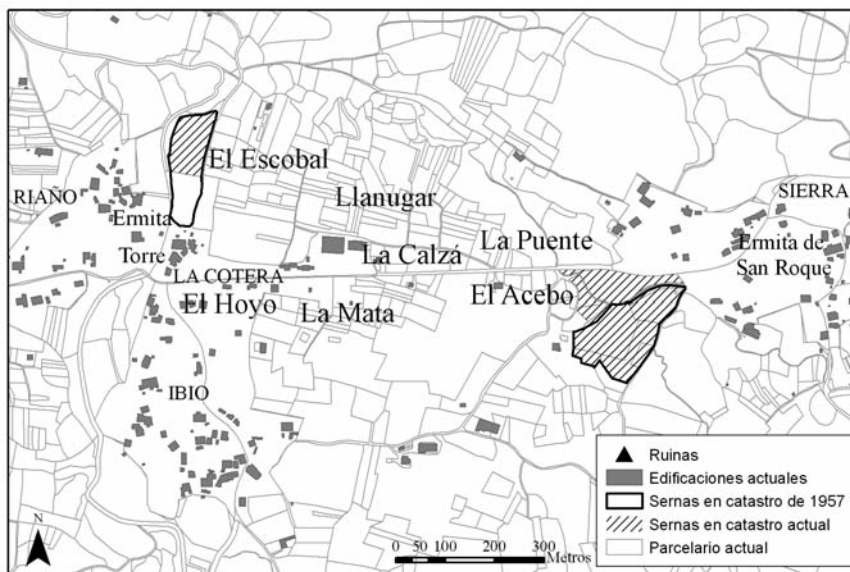 El Escobal
RIAÑO
Llanugar
SIERRA
Ermita
Torre
La Calzá
La Puente
Ermita de
San Roque
LA COTERA
El Hoyo
La Mata
El Acebo
IBIO
Ruinas
Edificaciones actuales
Sernas en catastro de 1957
Sernas en catastro actual
Parcelario actual
N
0 50 100 200 300
Metros